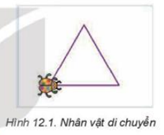 Hình 12.1. Nhân vật di chuyển